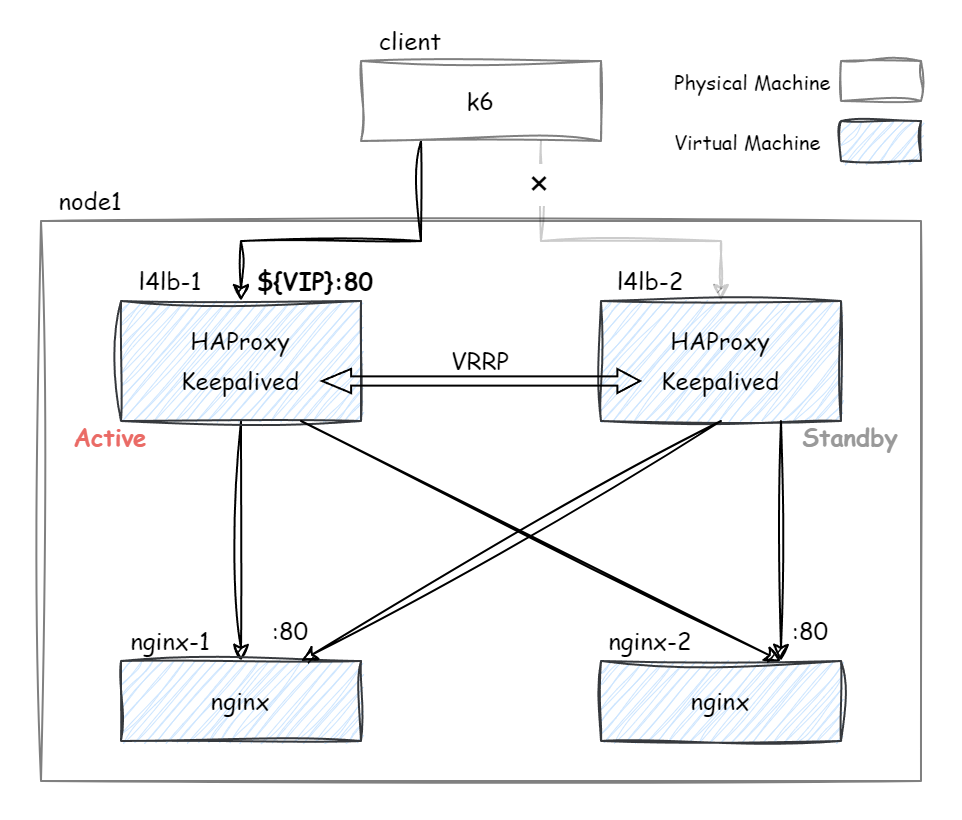 client
k6
Physical Machine
Virtual Machine
×
node1
l4lb-1
${VIP}:80
l4lb-2
HAProxy
Keepalived
VRRP
HAProxy
Keepalived
Active
Standby
nginx-1
:80
nginx-2
:80
nginx
nginx